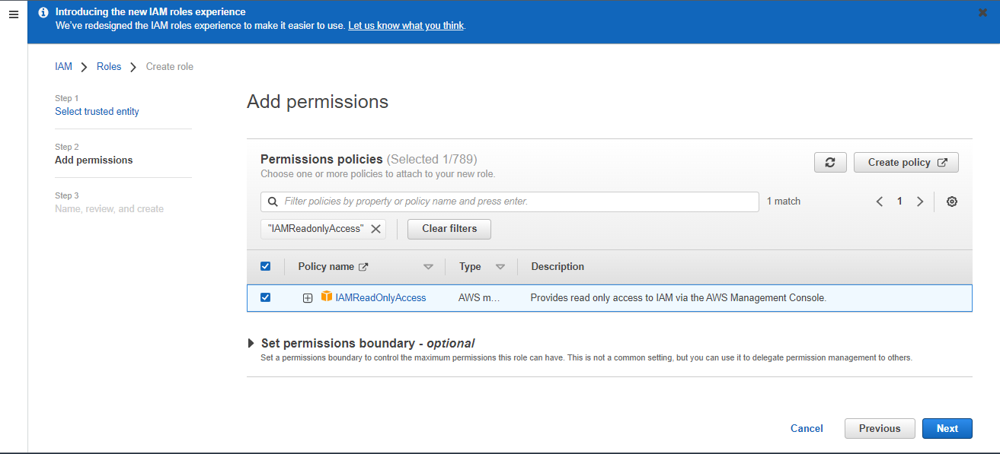 Introducing the new IAM roles experience
We've redesigned the IAM roles experience to make it easier to use. Let us know what you think.
IAM Roles Create role
Step 1
Select trusted entity
Step 2
Add permissions
Step 3
Name, review, and create
Add permissions
Permissions policies (Selected 1/789)
Choose one or more policies to attach to your new role.
Create policy
Filter policies by property or policy name and press enter.
1 match
1
"IAMReadonlyAccess"
Clear filters
Policy name Type Description
IAMReadOnlyAccess AWS m... Provides read only access to IAM via the AWS Management Console.
Set permissions boundary - optional
Set a permissions boundary to control the maximum permissions this role can have. This is not a common setting, but you can use it to delegate permission management to others.
Cancel Previous Next